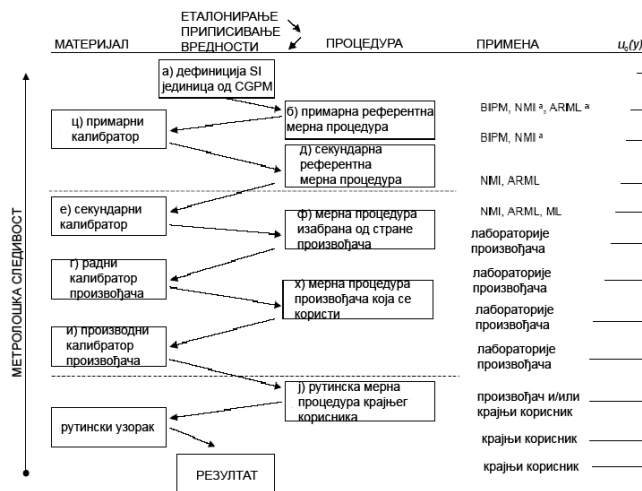 ЕТАЛОНИРАЊЕ
ПРИПИСИВАЊЕ
ВРЕДНОСТИ
МАТЕРИЈАЛ
ПРОЦЕДУРА
ПРИМЕНА
u_c(y)
а) дефиниција SI
јединица од CGPM
б) примарна референтна
мерна процедура
BIPM, NMI ª, ARML ª
ц) примарни
калибратор
BIPM, NMI ª
д) секундарна
референтна
мерна процедура
NMI, ARML
е) секундарни
калибратор
NMI, ARML, ML
ф) мерна процедура
изабрана од стране
произвођача
лабораторије
произвођача
г) радни
калибратор
произвођача
лабораторије
произвођача
х) мерна процедура
произвођача која се
користи
лабораторије
произвођача
и) производни
калибратор
произвођача
лабораторије
произвођача
ј) рутинска мерна
процедура крајњег
корисника
произвођач и/или
крајњи корисник
рутински узорак
крајњи корисник
РЕЗУЛТАТ
крајњи корисник
МЕТРОЛОШКА СЛЕДИВОСТ